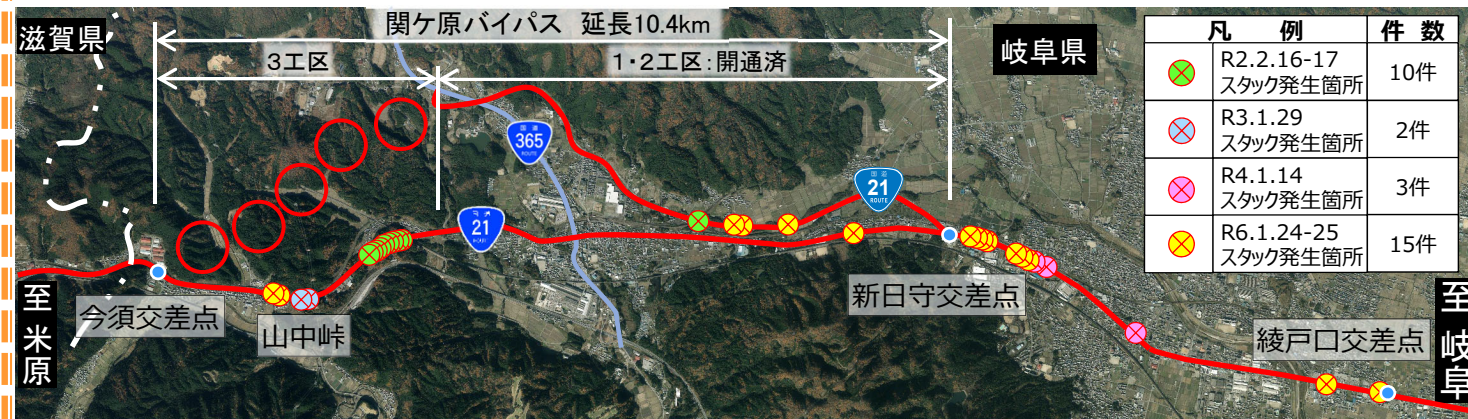 関ケ原バイパス 延長10.4km
滋賀県
3工区
1・2工区：開通済
岐阜県
凡 例 件 数
R2.2.16-17
スタック発生箇所
10件
R3.1.29
スタック発生箇所
2件
R4.1.14
スタック発生箇所
3件
R6.1.24-25
スタック発生箇所
15件
国道
365
ROUTE
国道
21
ROUTE
21
今須交差点
山中峠
新日守交差点
綾戸口交差点
至米原
至岐阜